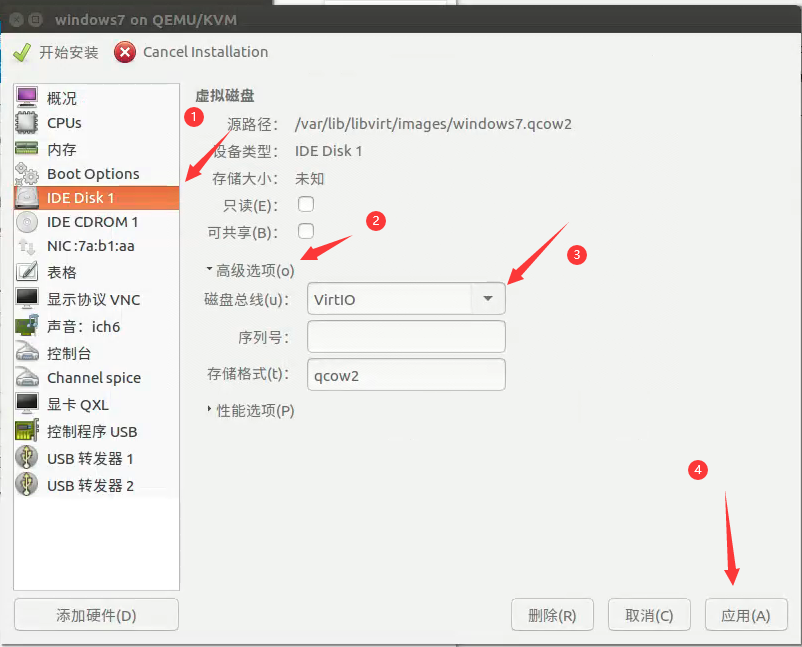 windows7 on QEMU/KVM
开始安装 Cancel Installation
概况
CPUs
内存
Boot Options
IDE Disk 1
IDE CDROM 1
NIC :7a:b1:aa
表格
显示协议 VNC
声音：ich6
控制台
Channel spice
显卡 QXL
控制程序 USB
USB 转发器 1
USB 转发器 2
添加硬件(D)
虚拟磁盘
1
源路径： /var/lib/libvirt/images/windows7.qcow2
设备类型： IDE Disk 1
存储大小： 未知
只读(E)：
2
可共享(B)：
3
高级选项(o)
磁盘总线(u)： VirtIO
序列号：
存储格式(t)： qcow2
性能选项(P)
4
删除(R) 取消(C) 应用(A)